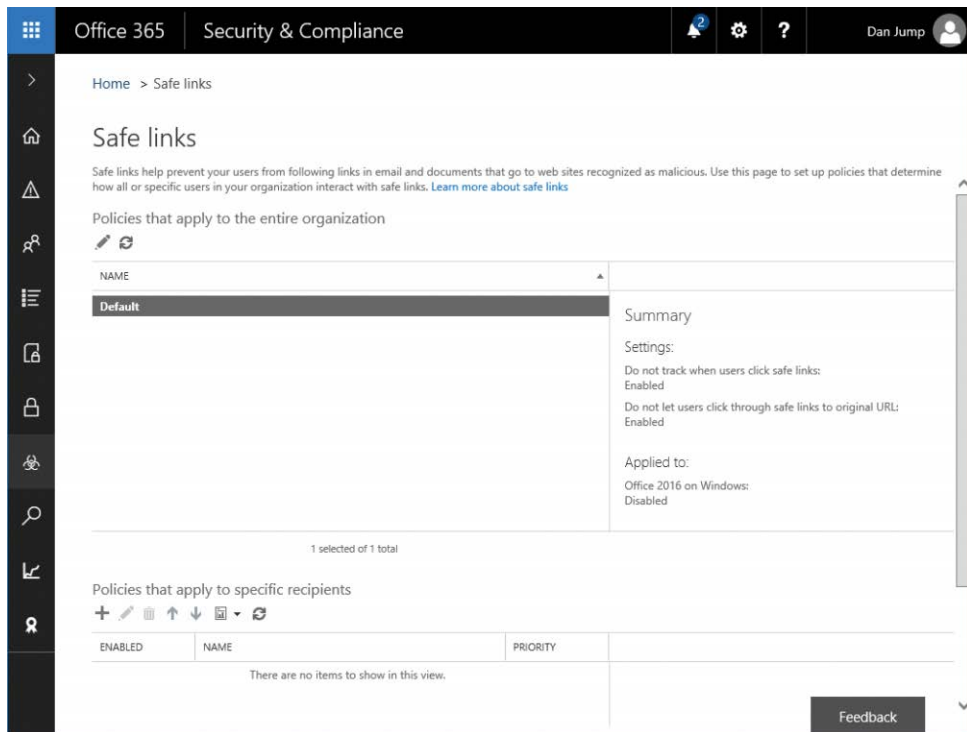 Office 365
Security & Compliance
2
?
Dan Jump
Home > Safe links
Safe links
Safe links help prevent your users from following links in email and documents that go to web sites recognized as malicious. Use this page to set up policies that determine
how all or specific users in your organization interact with safe links. Learn more about safe links
Policies that apply to the entire organization
NAME
Default
Summary
Settings:
Do not track when users click safe links:
Enabled
Do not let users click through safe links to original URL:
Enabled
Applied to:
Office 2016 on Windows:
Disabled
1 selected of 1 total
Policies that apply to specific recipients
ENABLED NAME PRIORITY
There are no items to show in this view.
Feedback